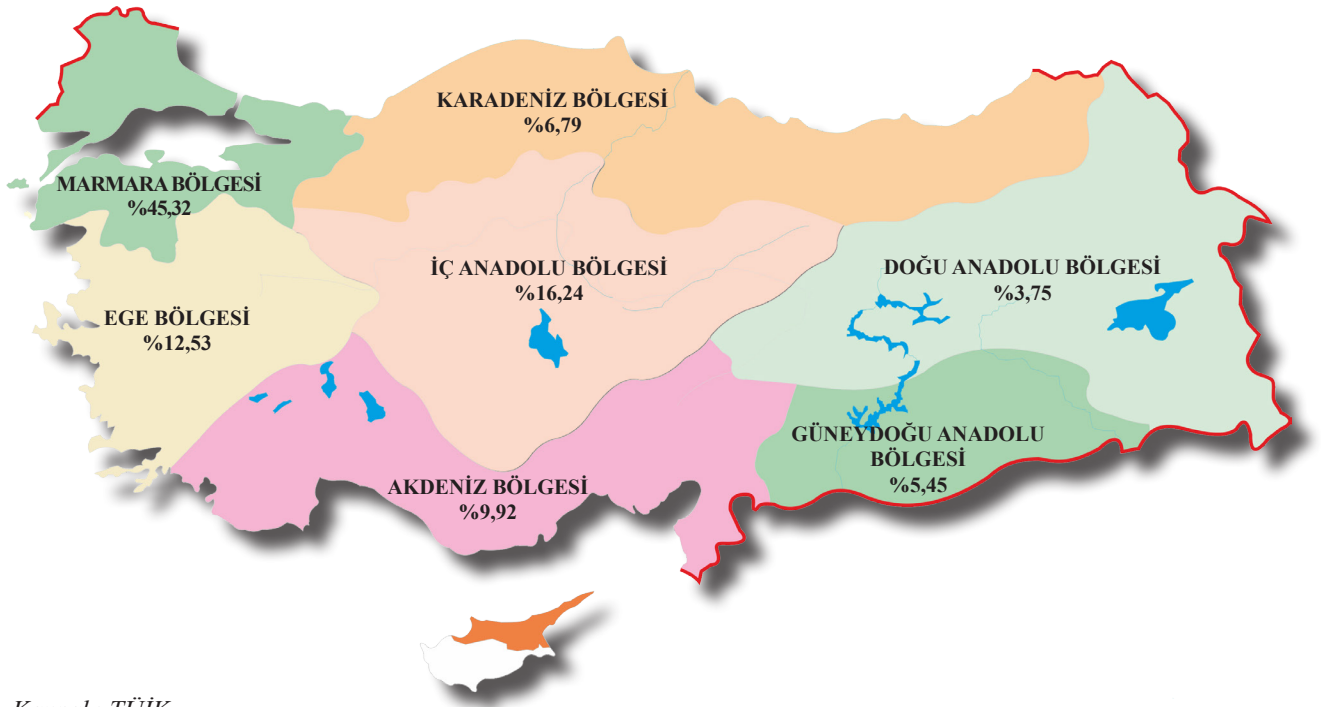 KARADENİZ BÖLGESİ
%6,79
MARMARA BÖLGESİ
%45,32
İÇ ANADOLU BÖLGESİ
%16,24
DOĞU ANADOLU BÖLGESİ
%3,75
EGE BÖLGESİ
%12,53
GÜNEYDOĞU ANADOLU
BÖLGESİ
%5,45
AKDENİZ BÖLGESİ
%9,92
TÜİK